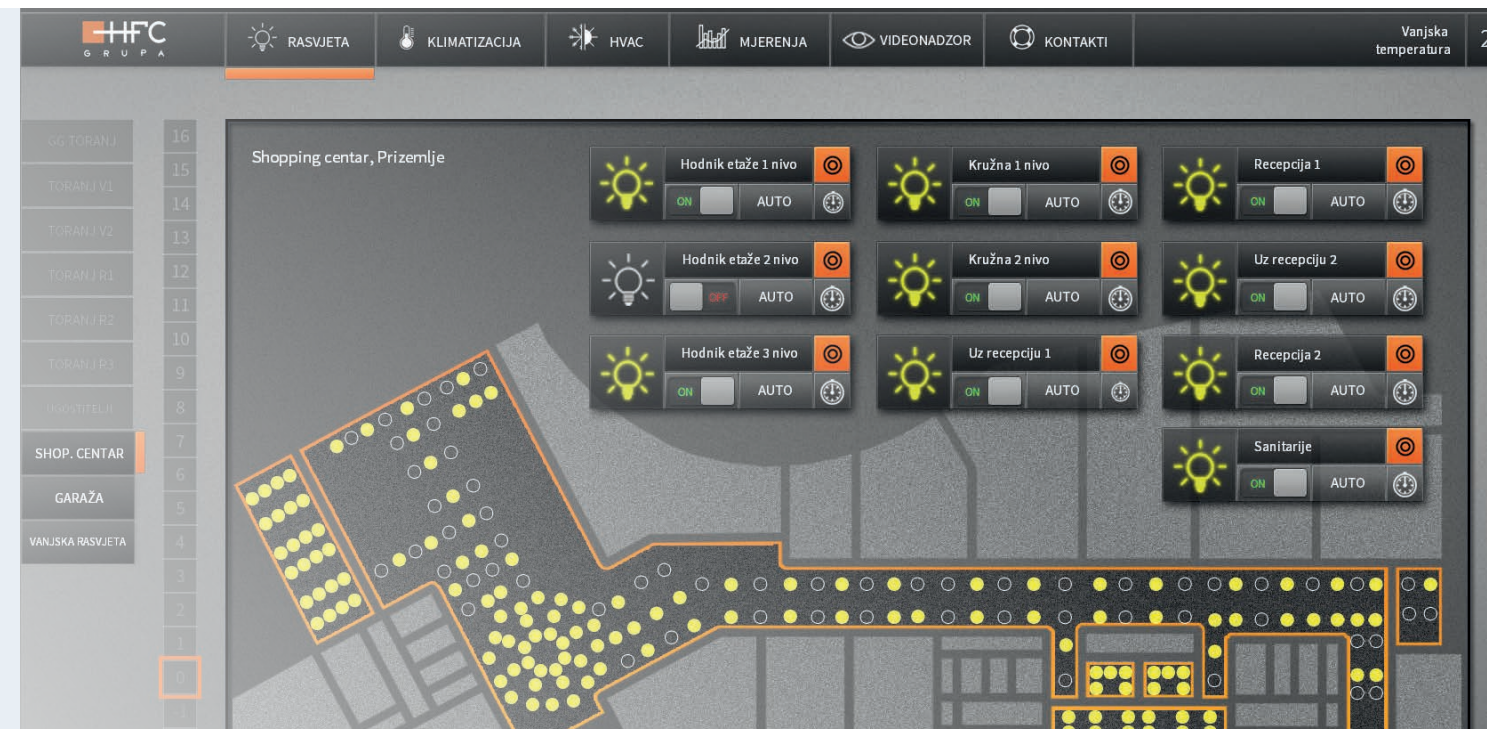 HFC
GRUPA
RASVJETA
KLIMATIZACIJA
HVAC
MJERENJA
VIDEONADZOR
KONTAKTI
Vanjska
temperatura
2
GG TORANJ
TORANJ V1
TORANJ V2
TORANJ R1
TORANJ R2
TORANJ R3
UGOSTITELJI
SHOP. CENTAR
GARAŽA
VANJSKA RASVJETA
16
15
14
13
12
11
10
9
8
7
6
5
4
3
2
1
0
-1
Shopping centar, Prizemlje
Hodnik etaže 1 nivo
ON AUTO
Kružna 1 nivo
ON AUTO
Recepcija 1
ON AUTO
Hodnik etaže 2 nivo
OFF AUTO
Kružna 2 nivo
ON AUTO
Uz recepciju 2
ON AUTO
Hodnik etaže 3 nivo
ON AUTO
Uz recepciju 1
ON AUTO
Recepcija 2
ON AUTO
Sanitarije
ON AUTO